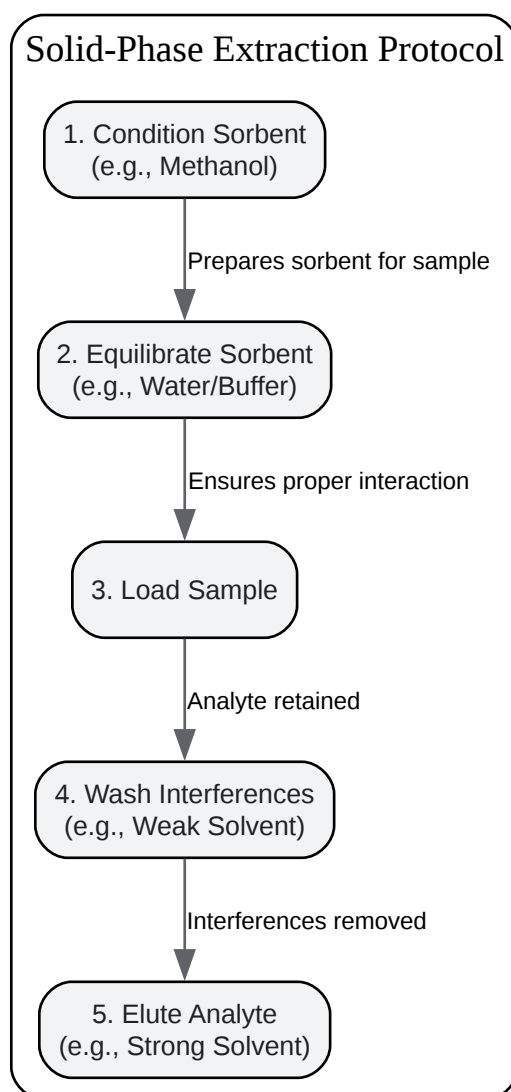 Solid-Phase Extraction Protocol
1. Condition Sorbent
(e.g., Methanol)
Prepares sorbent for sample
2. Equilibrate Sorbent
(e.g., Water/Buffer)
Ensures proper interaction
3. Load Sample
Analyte retained
4. Wash Interferences
(e.g., Weak Solvent)
Interferences removed
5. Elute Analyte
(e.g., Strong Solvent)